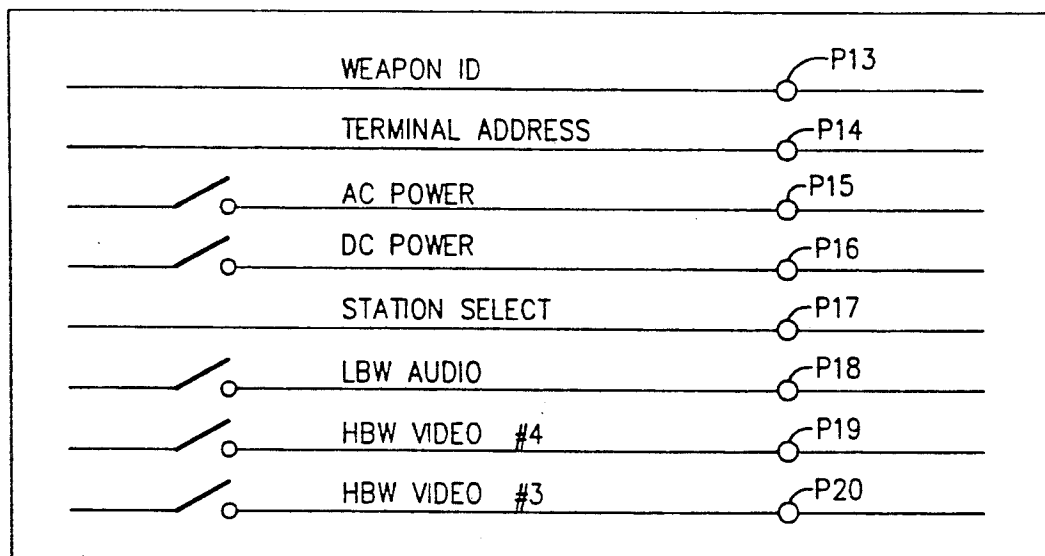 WEAPON ID P13
TERMINAL ADDRESS P14
AC POWER P15
DC POWER P16
STATION SELECT P17
LBW AUDIO P18
HBW VIDEO #4 P19
HBW VIDEO #3 P20